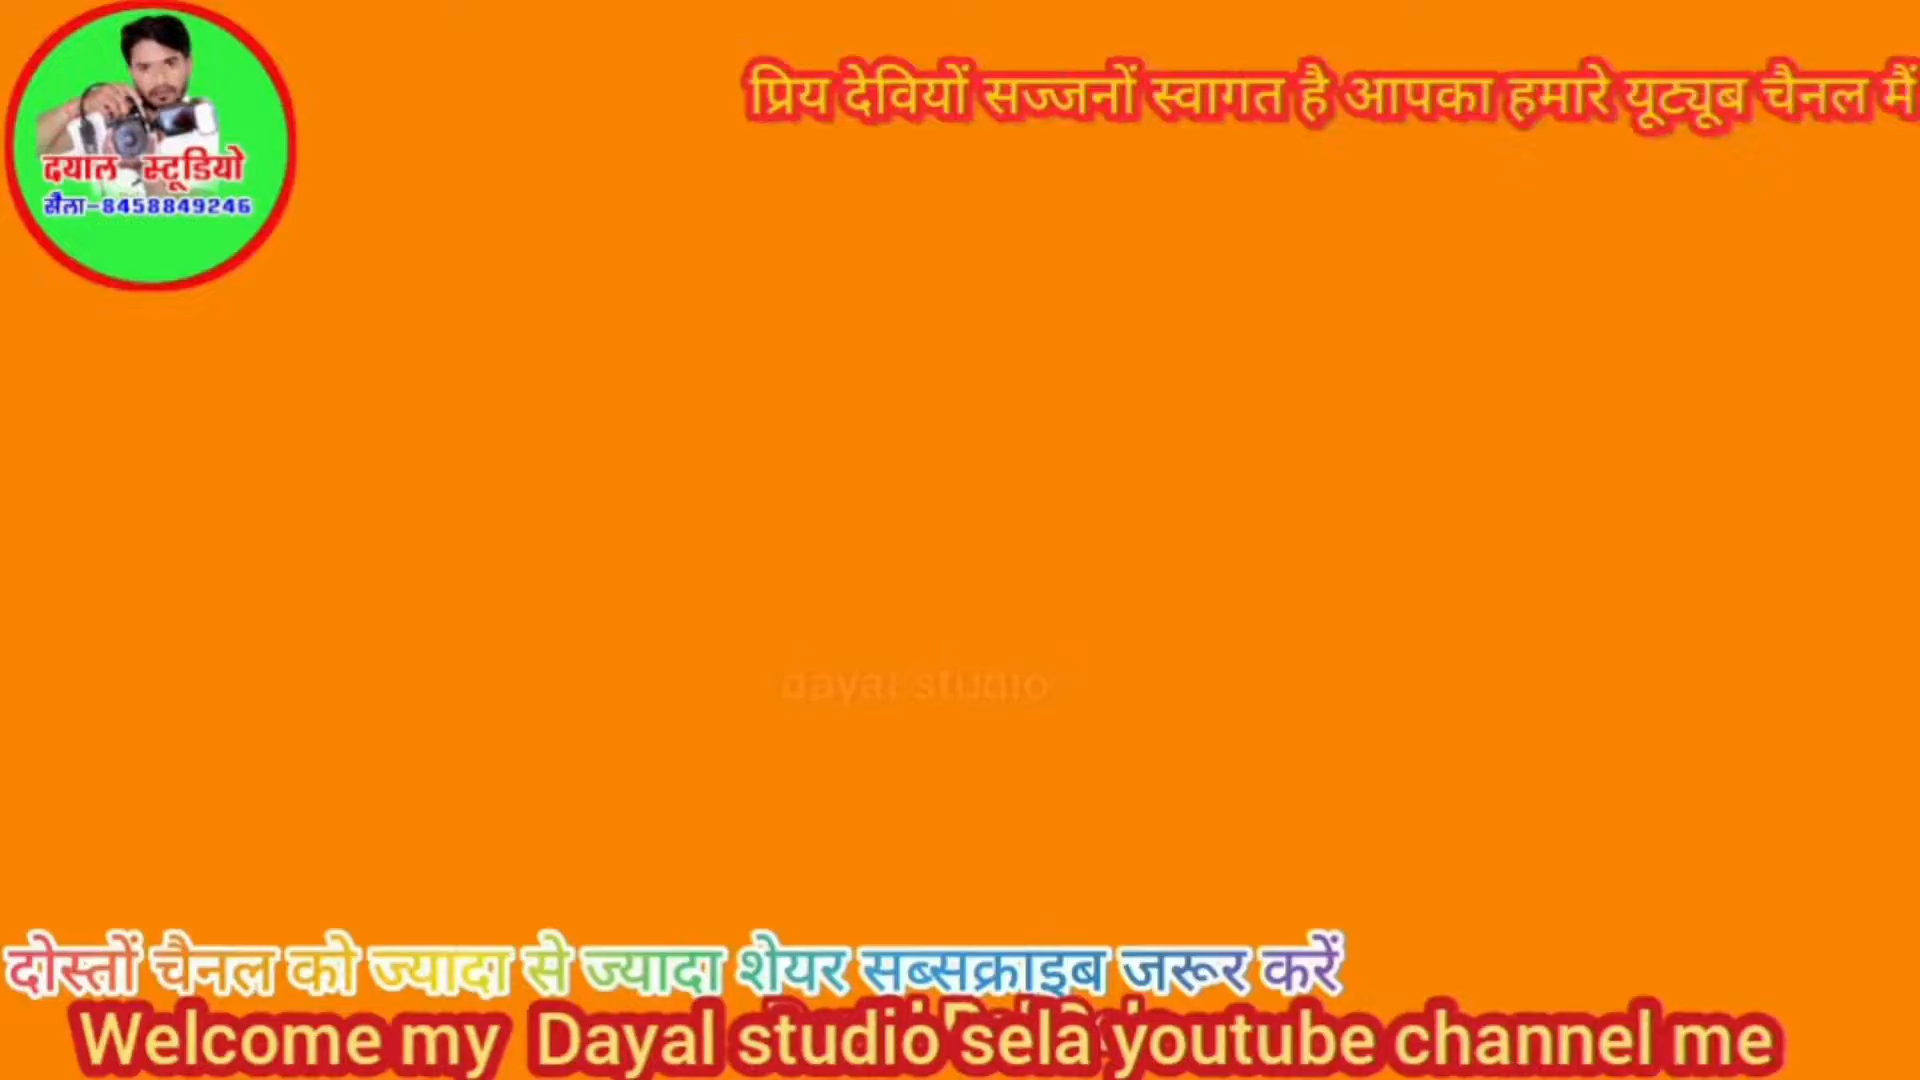 प्रिय देवियों सज्जनों स्वागत है आपका हमारे यूट्यूब चैनल मैं
दयाल स्टूडियो
सैला-8458849246
dayal studio
दोस्तों चैनल को ज्यादा से ज्यादा शेयर सब्सक्राइब जरूर करें
Welcome my Dayal studio sela youtube channel me